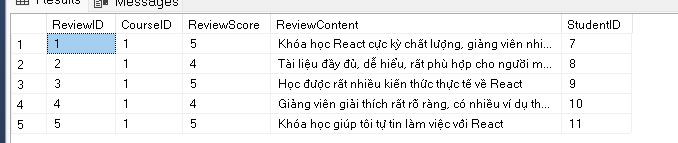 Results Messages
ReviewID CourseID ReviewScore ReviewContent StudentID
1 1 1 5 Khóa học React cực kỳ chất lượng, giảng viên nhi... 7
2 2 1 4 Tài liệu đầy đủ, dễ hiểu, rất phù hợp cho người m... 8
3 3 1 5 Học được rất nhiều kiến thức thực tế về React 9
4 4 1 4 Giảng viên giải thích rất rõ ràng, có nhiều ví dụ th... 10
5 5 1 5 Khóa học giúp tôi tự tin làm việc với React 11